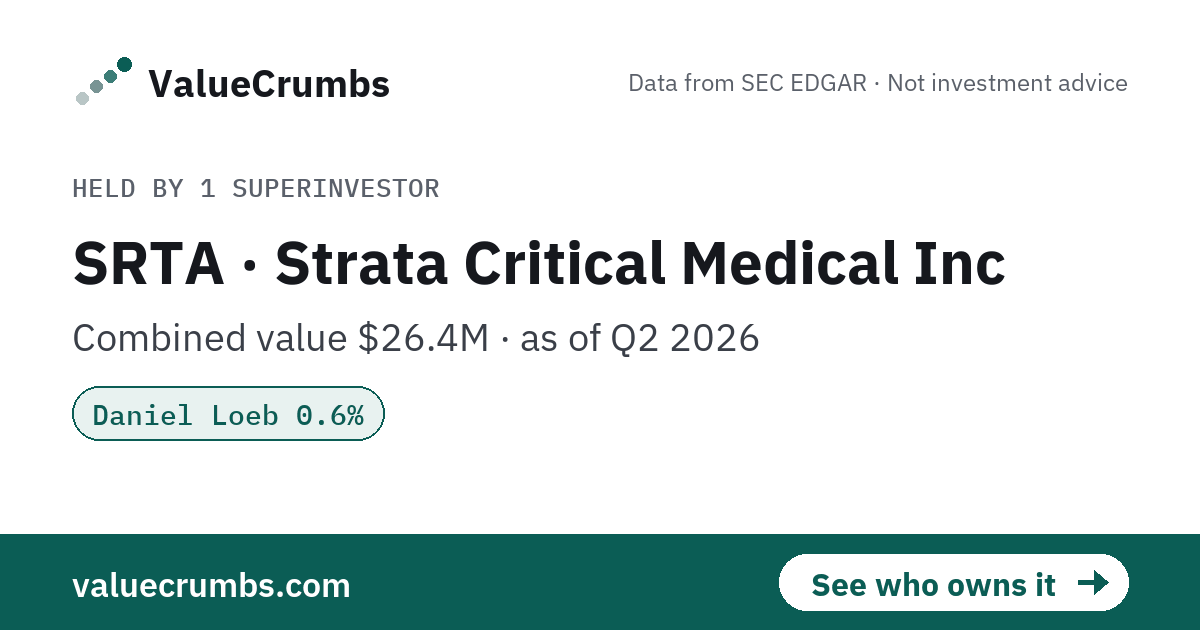 ValueCrumbs
Data from SEC EDGAR · Not investment advice
HELD BY 1 SUPERINVESTOR
SRTA · Strata Critical Medical Inc
Combined value $26.4M · as of Q2 2026
Daniel Loeb 0.6%
valuecrumbs.com
See who owns it →